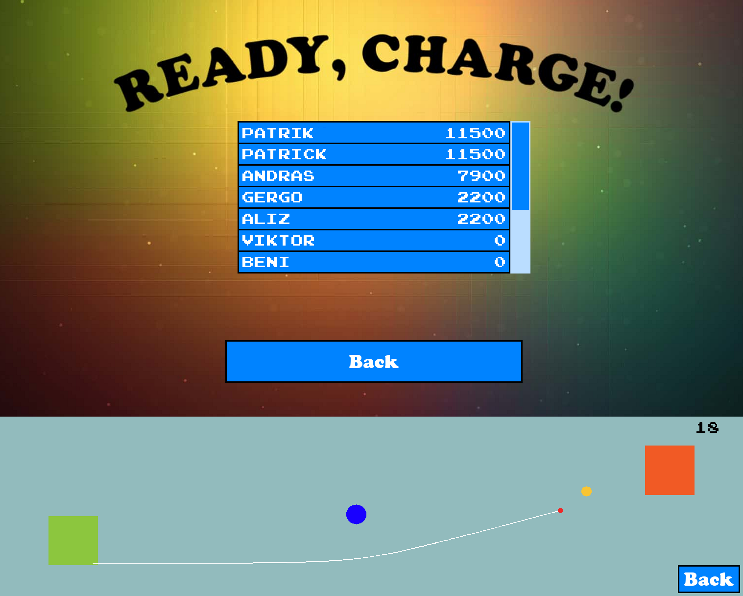 READY, CHARGE!
PATRIK 11500
PATRICK 11500
ANDRAS 7900
GERGO 2200
ALIZ 2200
VIKTOR 0
BENI 0
Back
18
Back